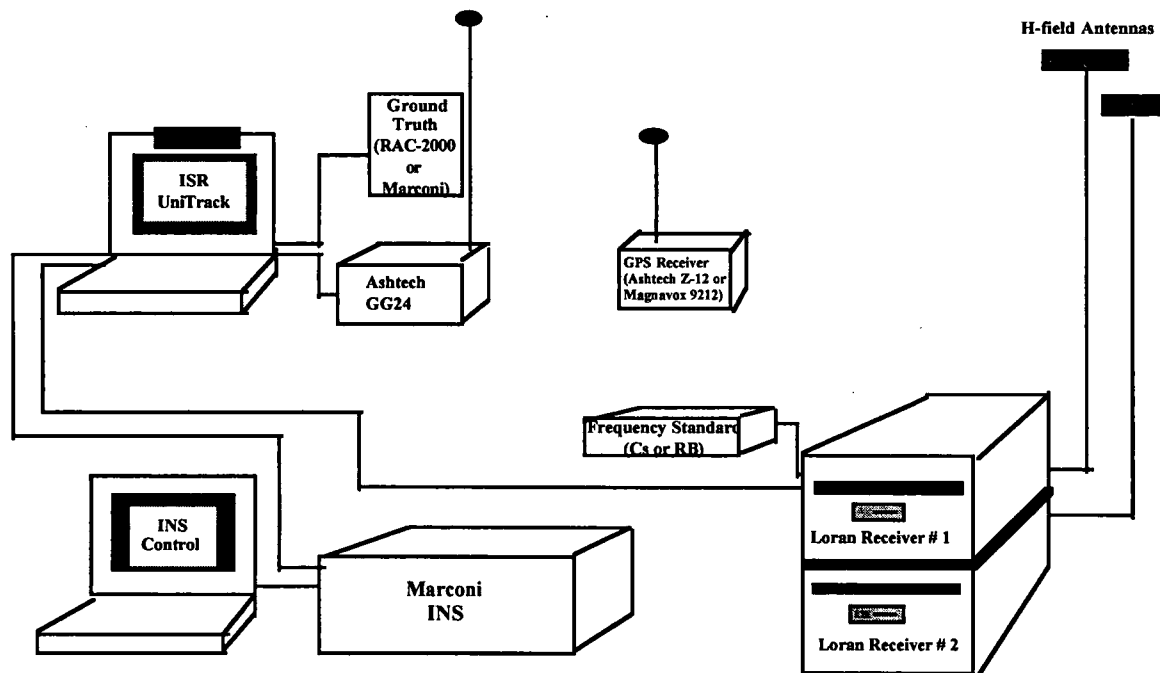 H-field Antennas
Ground
Truth
(RAC-2000
or
Marconi)
ISR
UniTrack
GPS Receiver
(Ashtech Z-12 or
Magnavox 9212)
Ashtech
GG24
Frequency Standard
(Cs or RB)
INS
Control
Loran Receiver # 1
Marconi
INS
Loran Receiver # 2